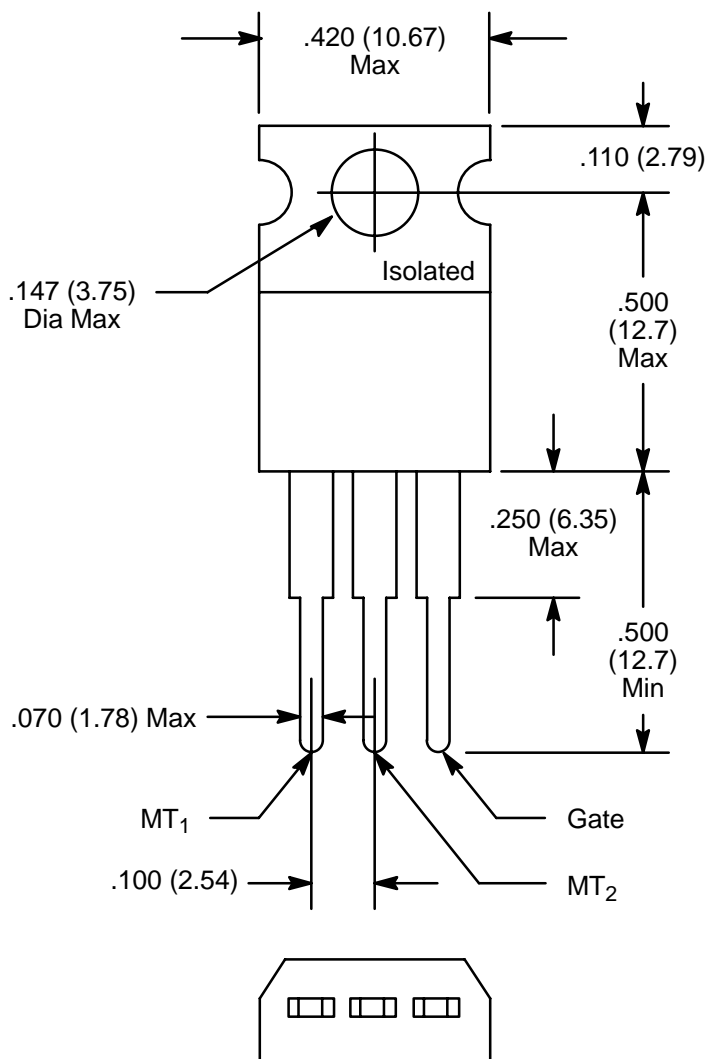 .420 (10.67)
Max
.110 (2.79)
Isolated
.147 (3.75)
Dia Max
.500
(12.7)
Max
.250 (6.35)
Max
.500
(12.7)
Min
.070 (1.78) Max
MT1
Gate
.100 (2.54)
MT2